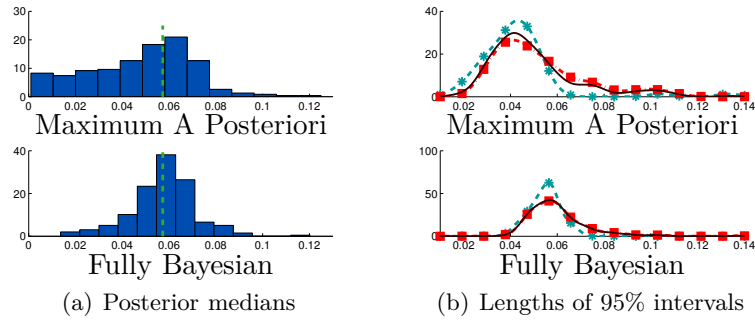 30
20
10
0
0 0.02 0.04 0.06 0.08 0.1 0.12
Maximum A Posteriori
40
20
0
0 0.02 0.04 0.06 0.08 0.1 0.12
Fully Bayesian
(a) Posterior medians
40
20
0
0.02 0.04 0.06 0.08 0.1 0.12 0.14
Maximum A Posteriori
100
50
0
0 0.02 0.04 0.06 0.08 0.1 0.12 0.14
Fully Bayesian
(b) Lengths of 95% intervals